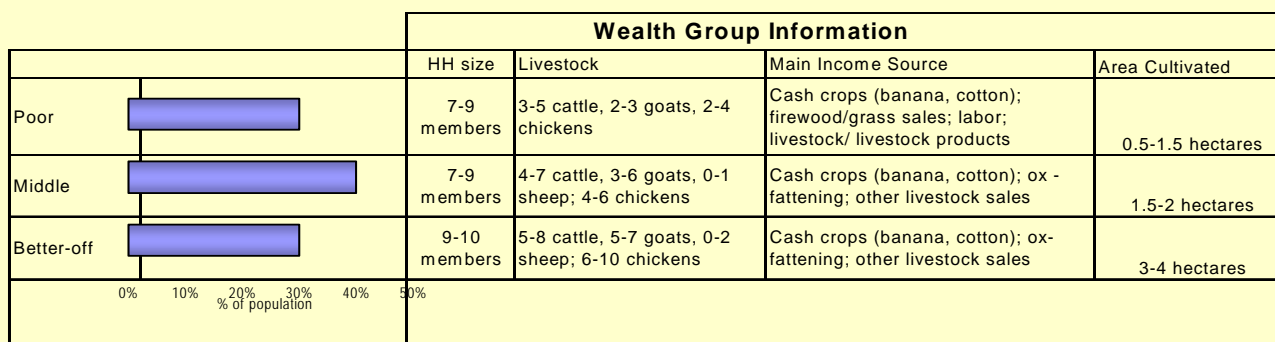 Wealth Group Information
HH size Livestock Main Income Source Area Cultivated
Poor
7-9
members
3-5 cattle, 2-3 goats, 2-4
chickens
Cash crops (banana, cotton);
firewood/grass sales; labor;
livestock/ livestock products
0.5-1.5 hectares
Middle
7-9
members
4-7 cattle, 3-6 goats, 0-1
sheep; 4-6 chickens
Cash crops (banana, cotton); ox -
fattening; other livestock sales
1.5-2 hectares
Better-off
9-10
members
5-8 cattle, 5-7 goats, 0-2
sheep; 6-10 chickens
Cash crops (banana, cotton); ox-
fattening; other livestock sales
3-4 hectares
0% 10% 20% 30% 40% 50%
% of population